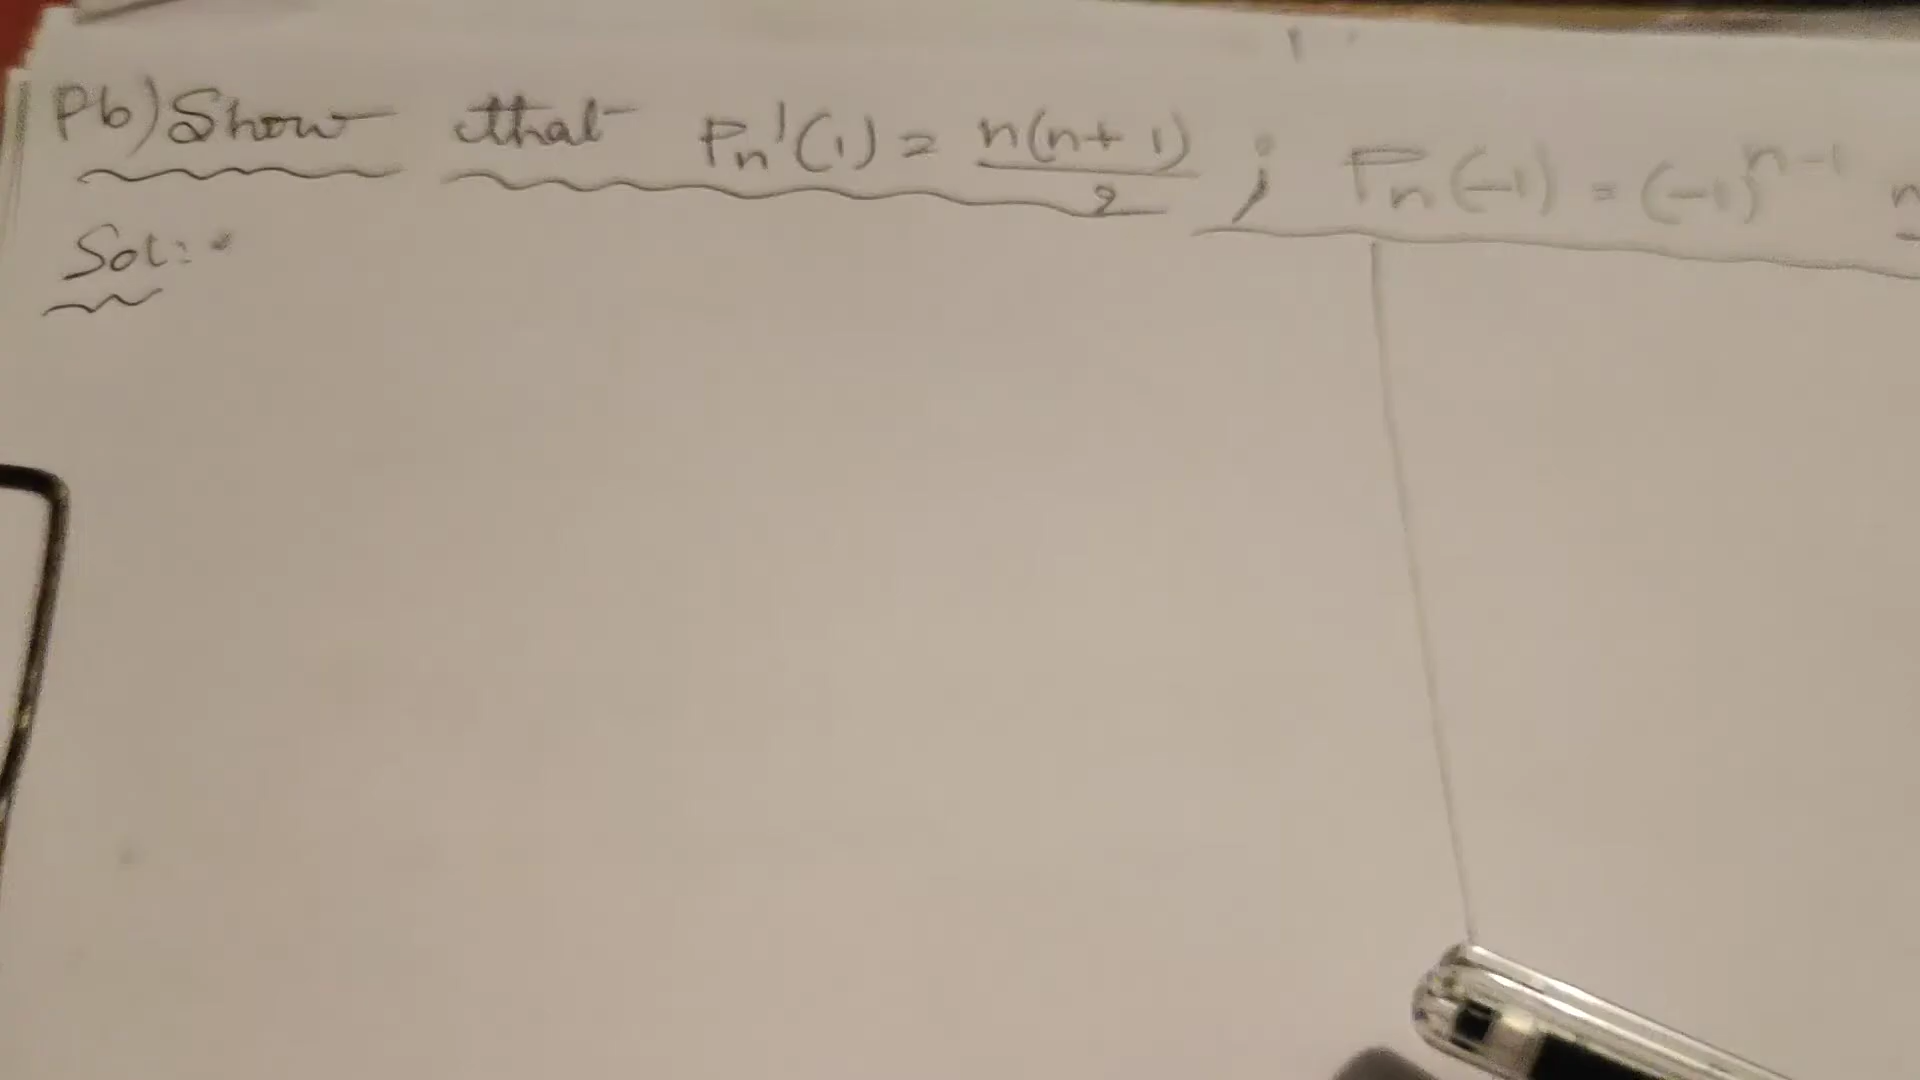 Pb) Show that Pn'(1) = n(n+1)/2 ; Pn(-1) = (-1)^n-1 n
Sol:-